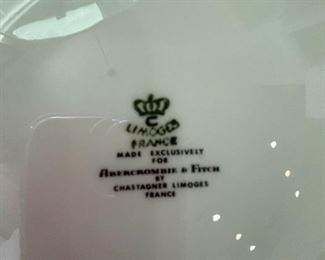 C
LIMOGES
FRANCE
MADE EXCLUSIVELY
FOR
ABERCROMBIE & FITCH
BY
CHASTAGNER LIMOGES
FRANCE